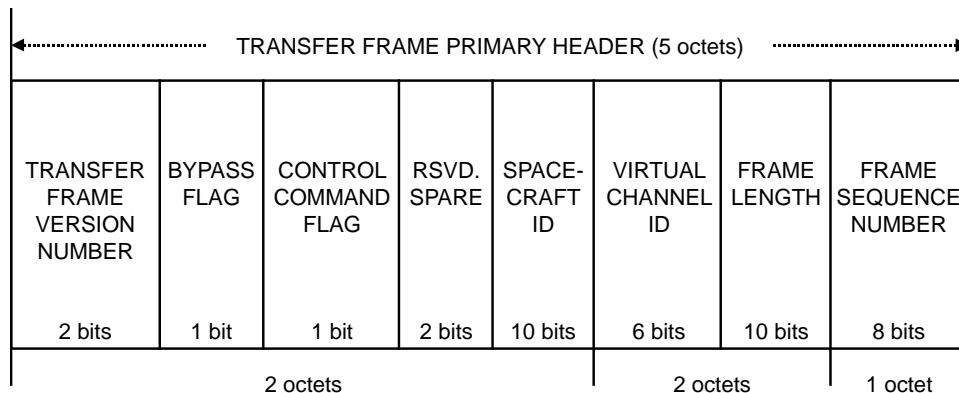 TRANSFER FRAME PRIMARY HEADER (5 octets)
TRANSFER
FRAME
VERSION
NUMBER
2 bits
BYPASS
FLAG
1 bit
CONTROL
COMMAND
FLAG
1 bit
RSVD.
SPARE
2 bits
SPACE-
CRAFT
ID
10 bits
VIRTUAL
CHANNEL
ID
6 bits
FRAME
LENGTH
10 bits
FRAME
SEQUENCE
NUMBER
8 bits
2 octets
2 octets
1 octet